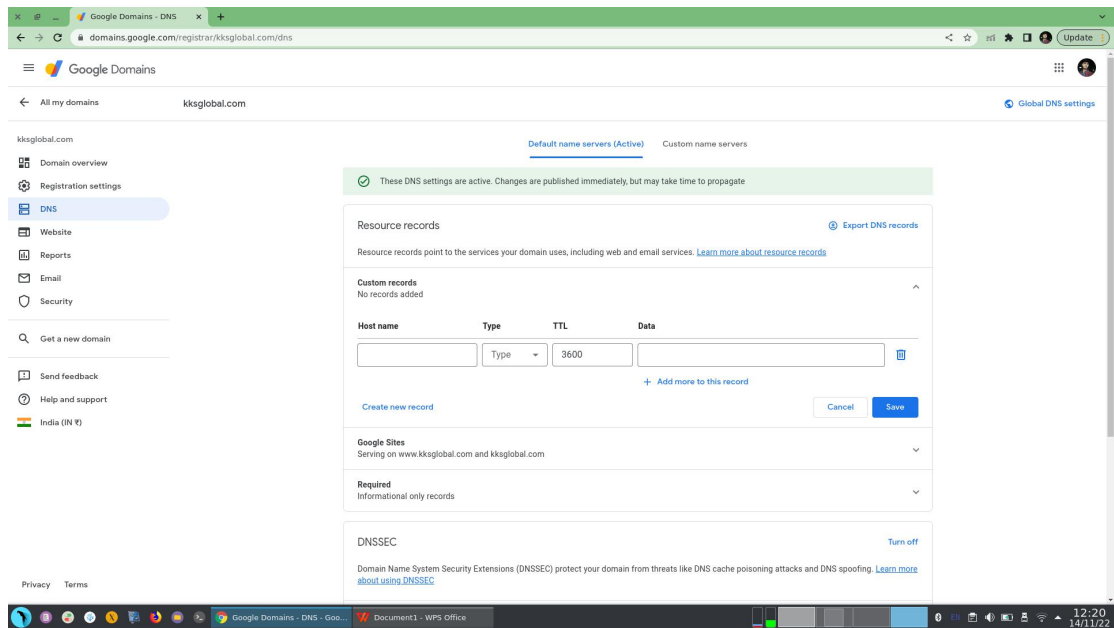 Google Domains - DNS
domains.google.com/registrar/kksglobal.com/dns
Update
Google Domains
All my domains
kksglobal.com
Global DNS settings
kksglobal.com
Domain overview
Registration settings
DNS
Website
Reports
Email
Security
Get a new domain
Send feedback
Help and support
India (IN ₹)
Privacy Terms
Default name servers (Active) Custom name servers
These DNS settings are active. Changes are published immediately, but may take time to propagate
Resource records
Export DNS records
Resource records point to the services your domain uses, including web and email services. Learn more about resource records
Custom records
No records added
Host name Type TTL Data
Type 3600
+ Add more to this record
Create new record Cancel Save
Google Sites
Serving on www.kksglobal.com and kksglobal.com
Required
Informational only records
DNSSEC Turn off
Domain Name System Security Extensions (DNSSEC) protect your domain from threats like DNS cache poisoning attacks and DNS spoofing. Learn more
about using DNSSEC
Google Domains - DNS - Goo... Document1 - WPS Office
EN
12:20
14/11/22